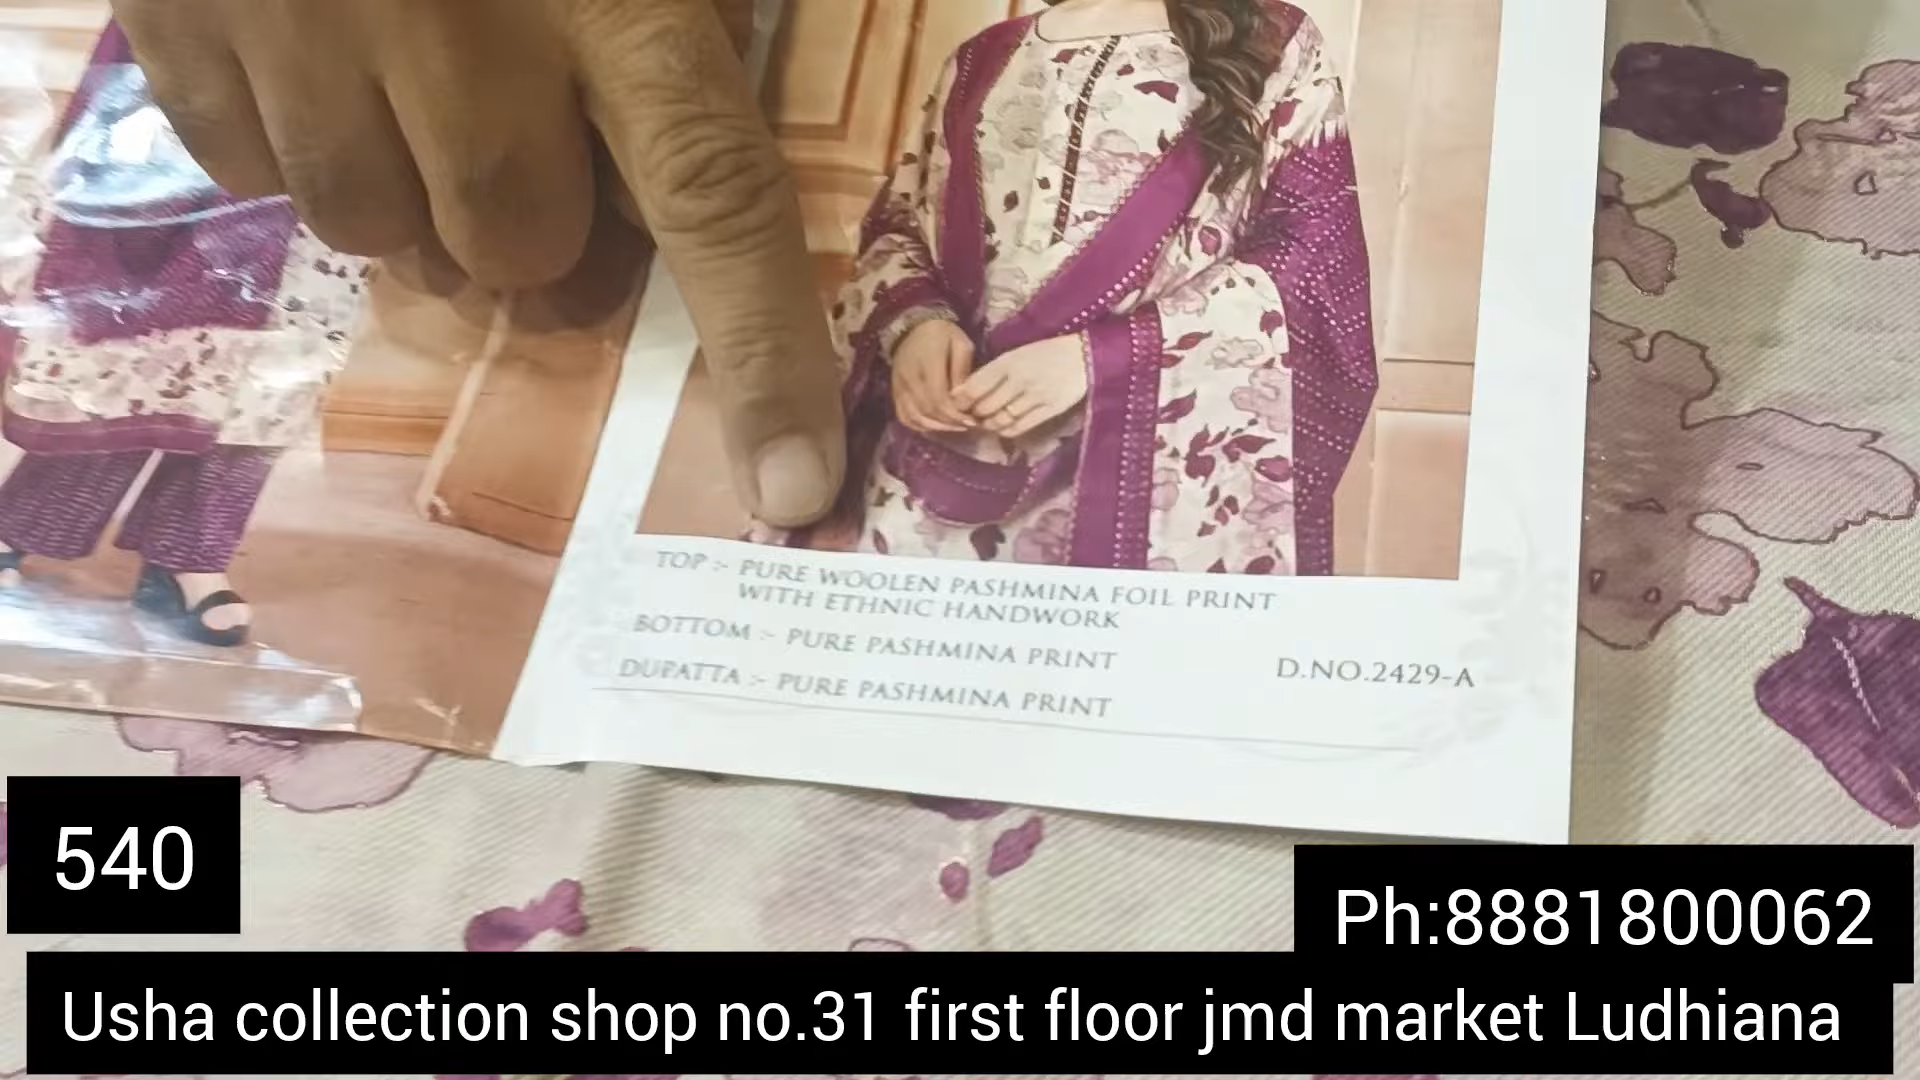 TOP :- PURE WOOLEN PASHMINA FOIL PRINT
WITH ETHNIC HANDWORK
BOTTOM :- PURE PASHMINA PRINT
DUPATTA :- PURE PASHMINA PRINT
D.NO.2429-A
540
Ph:8881800062
Usha collection shop no.31 first floor jmd market Ludhiana